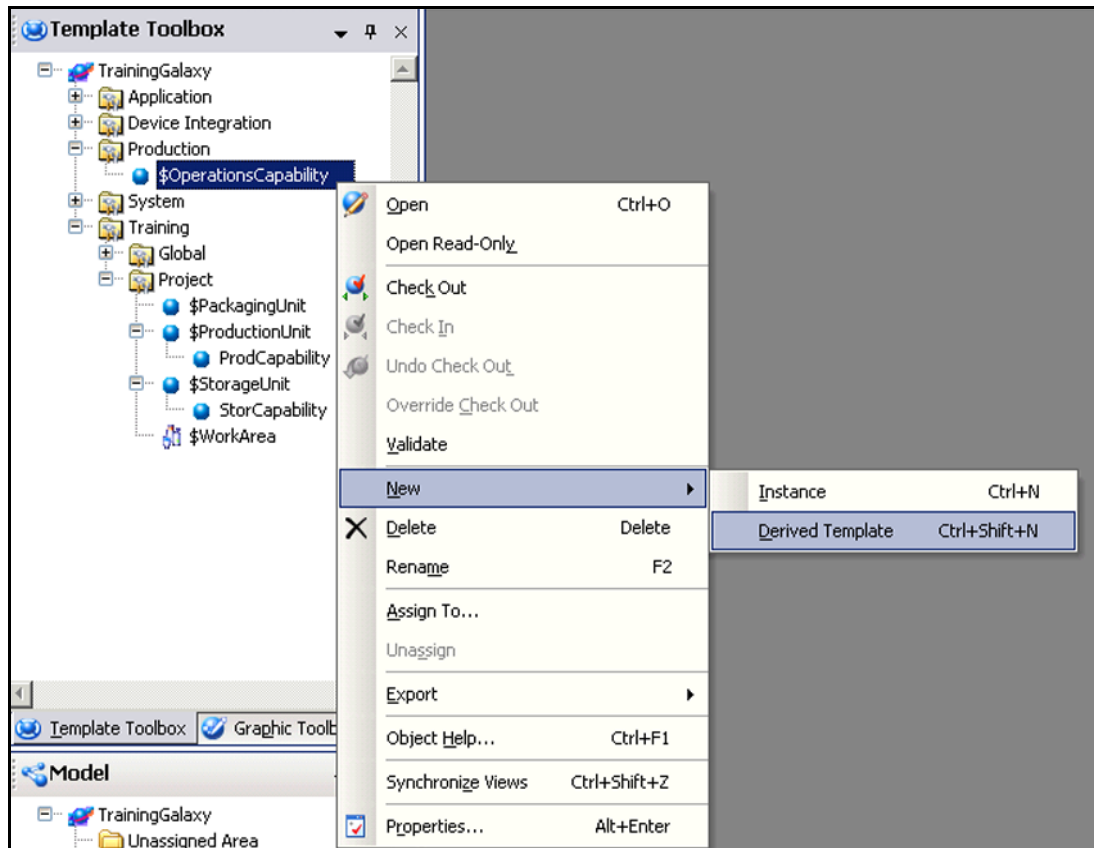 Template Toolbox
TrainingGalaxy
Application
Device Integration
Production
$OperationsCapability
System
Training
Global
Project
$PackagingUnit
$ProductionUnit
ProdCapability
$StorageUnit
StorCapability
$WorkArea
Open Ctrl+O
Open Read-Only
Check Out
Check In
Undo Check Out
Override Check Out
Validate
New
Instance Ctrl+N
Derived Template Ctrl+Shift+N
Delete Delete
Rename F2
Assign To...
Unassign
Export
Object Help... Ctrl+F1
Synchronize Views Ctrl+Shift+Z
Properties... Alt+Enter
Template Toolbox Graphic Toolb
Model
TrainingGalaxy
Unassigned Area